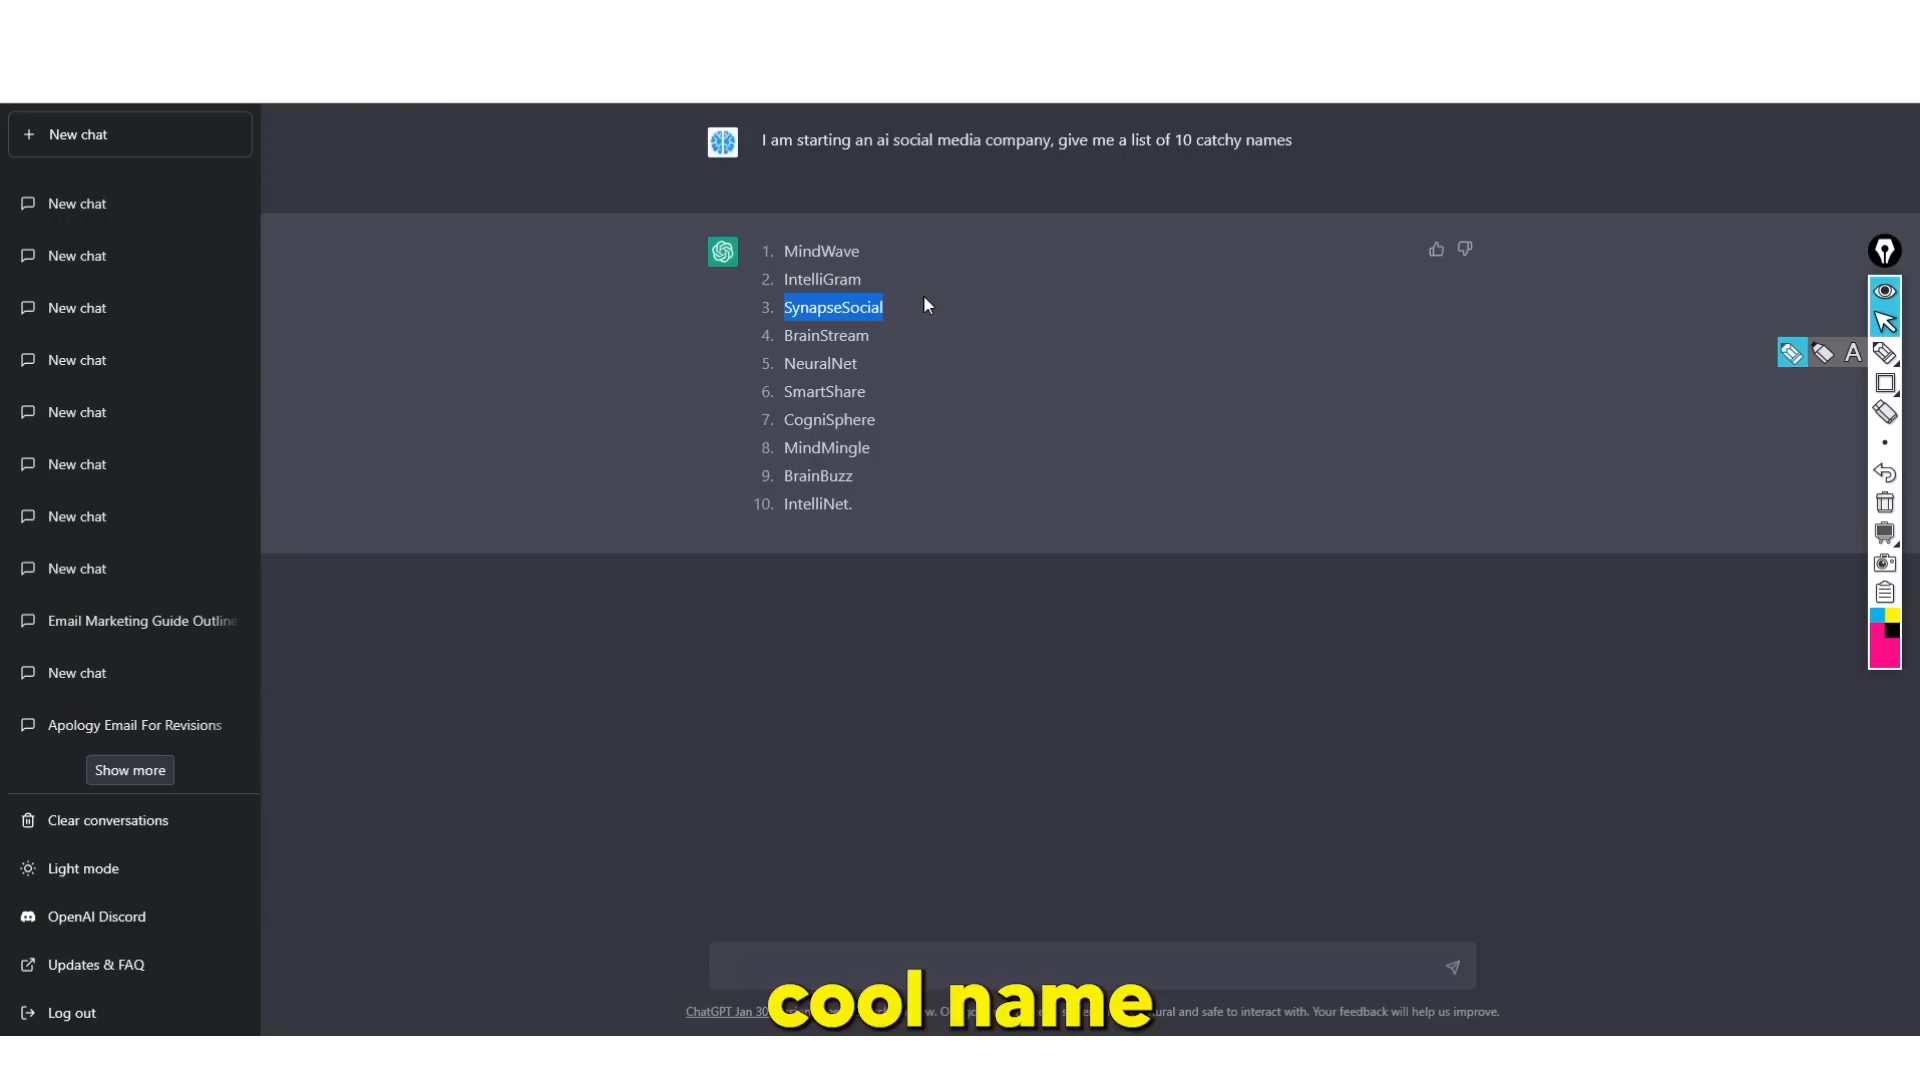 New chat
New chat
New chat
New chat
New chat
New chat
New chat
New chat
New chat
Email Marketing Guide Outline
New chat
Apology Email For Revisions
Show more
Clear conversations
Light mode
OpenAI Discord
Updates & FAQ
Log out
I am starting an ai social media company, give me a list of 10 catchy names
1. MindWave
2. IntelliGram
3. SynapseSocial
4. BrainStream
5. NeuralNet
6. SmartShare
7. CogniSphere
8. MindMingle
9. BrainBuzz
10. IntelliNet.
A
cool name
ChatGPT Jan 30 and safe to interact with. Your feedback will help us improve.